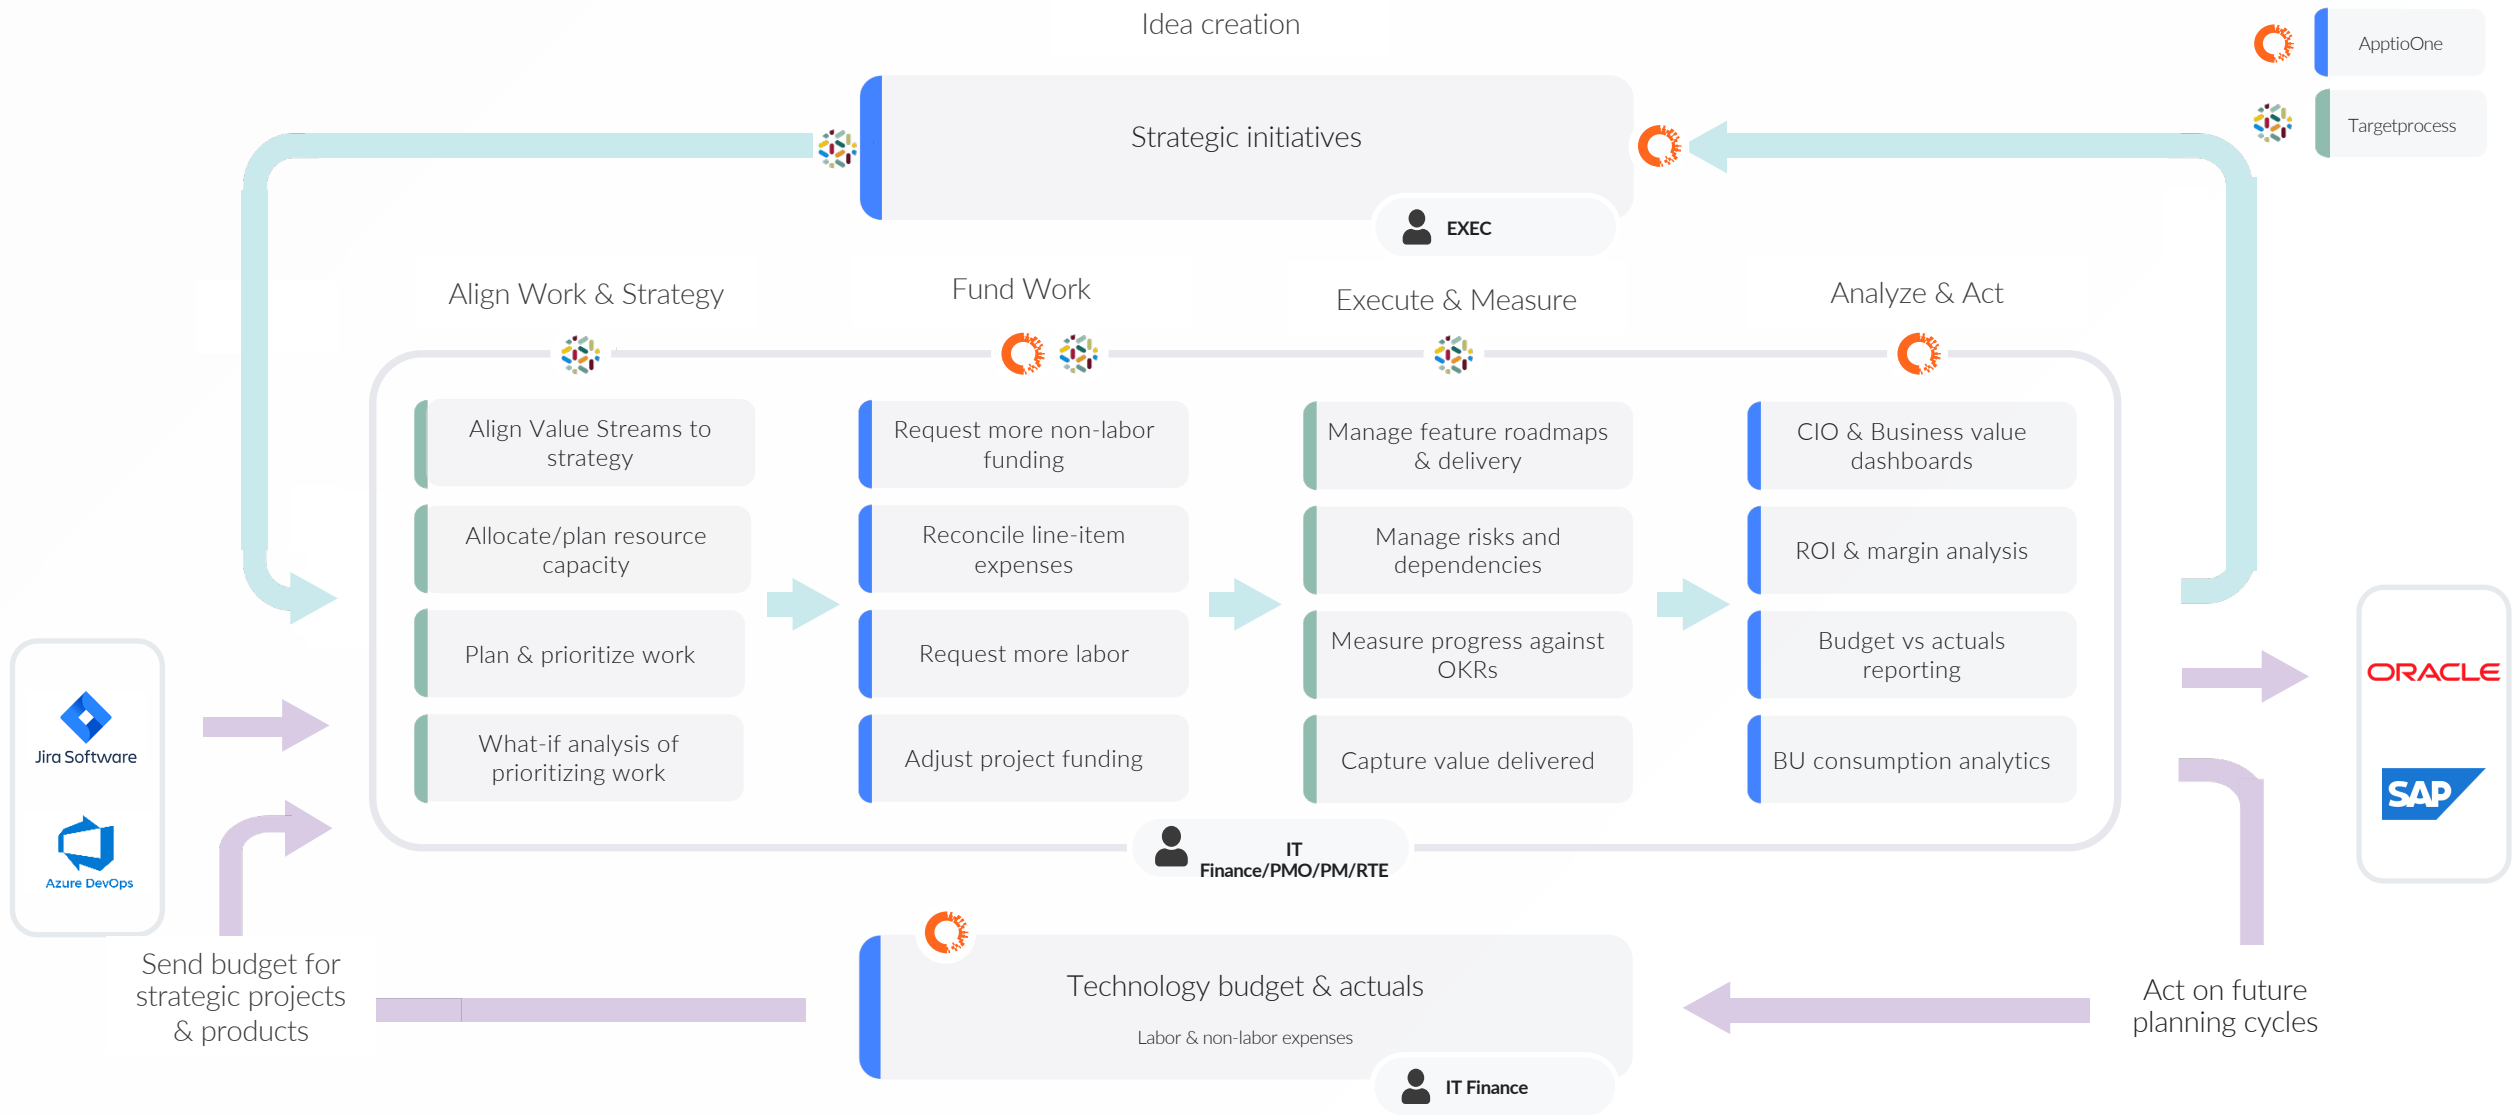 Idea creation
ApptioOne
Targetprocess
Strategic initiatives
EXEC
Align Work & Strategy
Fund Work
Execute & Measure
Analyze & Act
Align Value Streams to
strategy
Allocate/plan resource
capacity
Plan & prioritize work
What-if analysis of
prioritizing work
Request more non-labor
funding
Reconcile line-item
expenses
Request more labor
Adjust project funding
Manage feature roadmaps
& delivery
Manage risks and
dependencies
Measure progress against
OKRs
Capture value delivered
CIO & Business value
dashboards
ROI & margin analysis
Budget vs actuals
reporting
BU consumption analytics
Jira Software
Azure DevOps
ORACLE
SAP
IT
Finance/PMO/PM/RTE
Send budget for
strategic projects
& products
Technology budget & actuals
Labor & non-labor expenses
IT Finance
Act on future
planning cycles